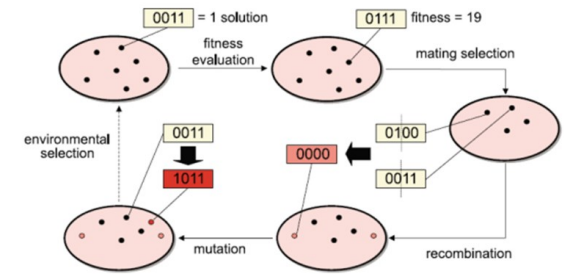 0011 = 1 solution
fitness
evaluation
0111 fitness = 19
mating selection
environmental
selection
0011
1011
0000
0100
0011
mutation
recombination